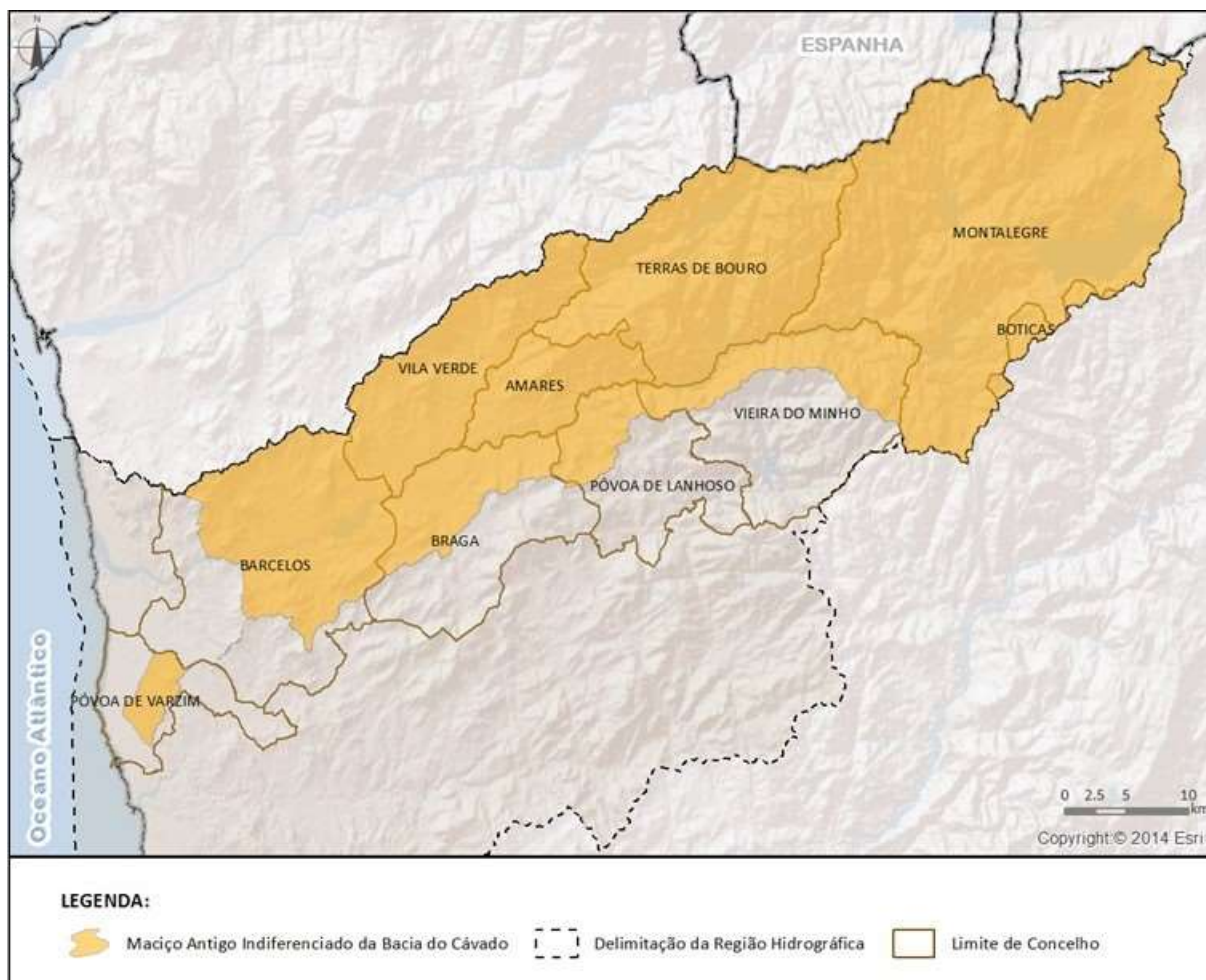 N
ESPANHA
MONTALEGRE
TERRAS DE BOURO
BOTICAS
VILA VERDE
AMARES
VIEIRA DO MINHO
PÓVOA DE LANHOSO
BRAGA
BARCELOS
PÓVOA DE VARZIM
Oceano Atlântico
0 2.5 5 10
km
Copyright:© 2014 Esri
LEGENDA:
Maciço Antigo Indiferenciado da Bacia do Cávado
Delimitação da Região Hidrográfica
Limite de Concelho